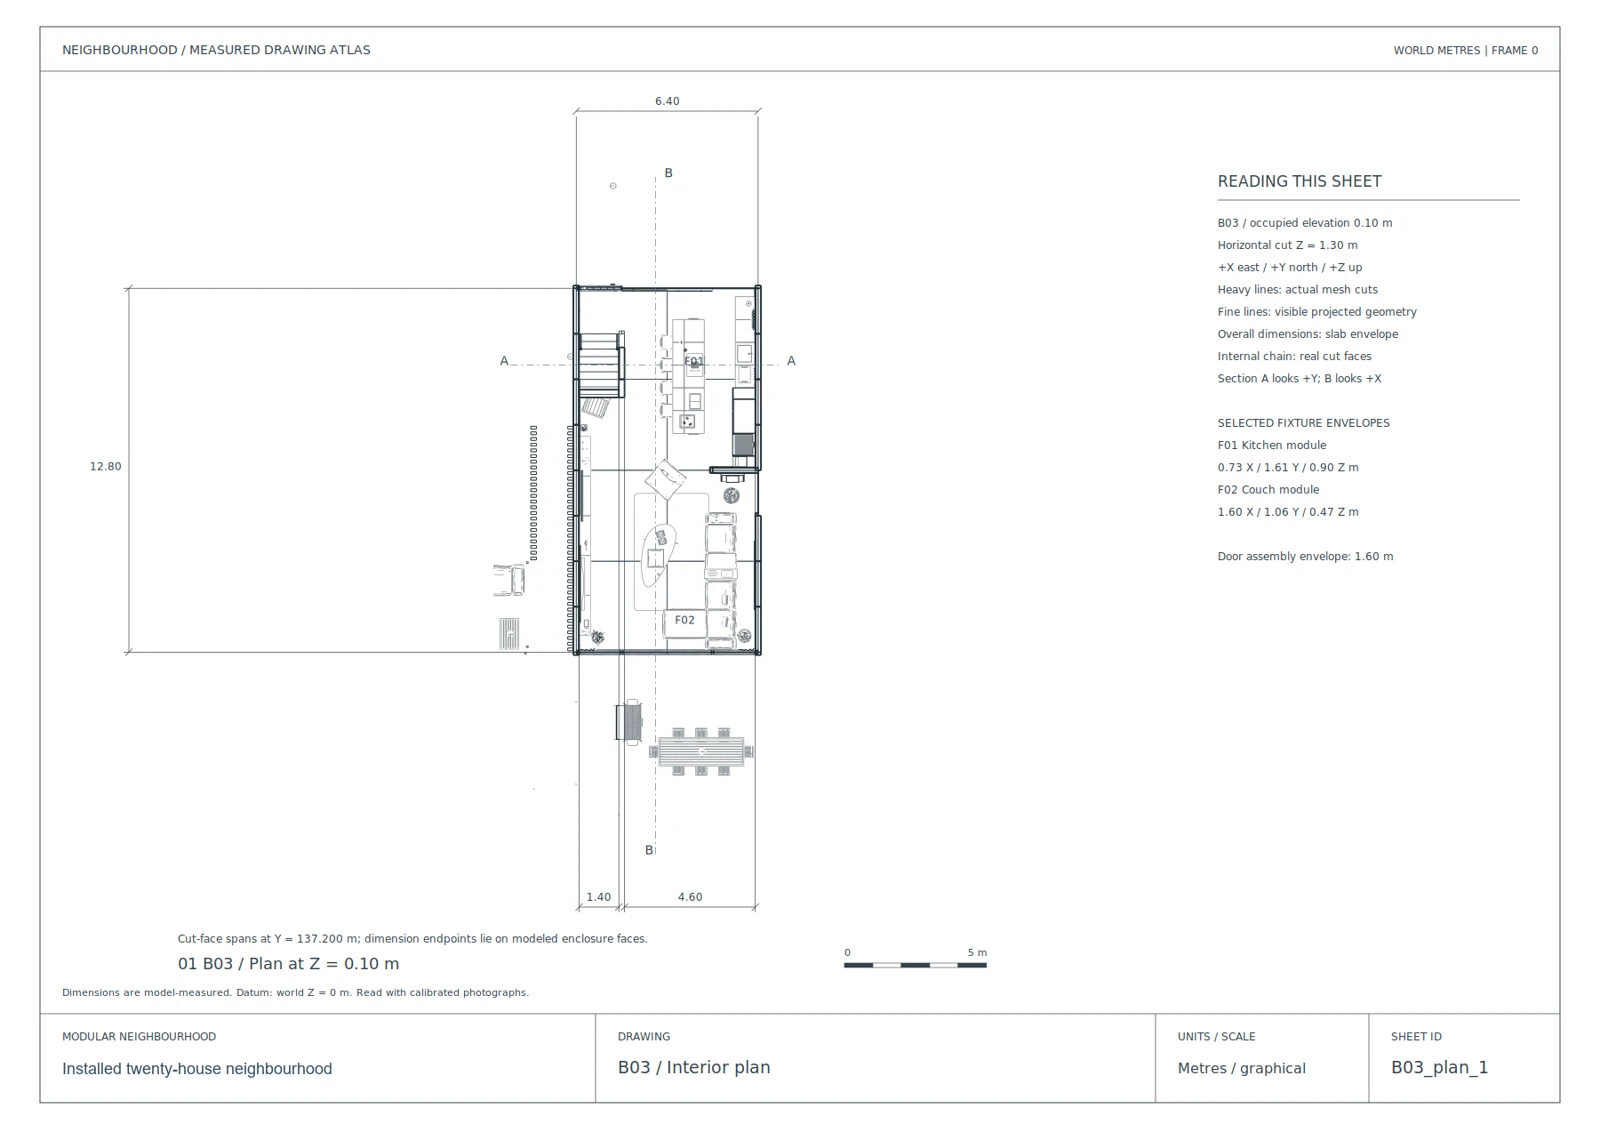 NEIGHBOURHOOD / MEASURED DRAWING ATLAS
WORLD METRES | FRAME 0
6.40
B
READING THIS SHEET
B03 / occupied elevation 0.10 m
Horizontal cut Z = 1.30 m
+X east / +Y north / +Z up
Heavy lines: actual mesh cuts
Fine lines: visible projected geometry
Overall dimensions: slab envelope
Internal chain: real cut faces
Section A looks +Y; B looks +X
SELECTED FIXTURE ENVELOPES
F01 Kitchen module
0.73 X / 1.61 Y / 0.90 Z m
F02 Couch module
1.60 X / 1.06 Y / 0.47 Z m
Door assembly envelope: 1.60 m
A
F01
A
12.80
F02
B
1.40
4.60
Cut-face spans at Y = 137.200 m; dimension endpoints lie on modeled enclosure faces.
01 B03 / Plan at Z = 0.10 m
0
5 m
Dimensions are model-measured. Datum: world Z = 0 m. Read with calibrated photographs.
MODULAR NEIGHBOURHOOD
Installed twenty-house neighbourhood
DRAWING
B03 / Interior plan
UNITS / SCALE
Metres / graphical
SHEET ID
B03_plan_1